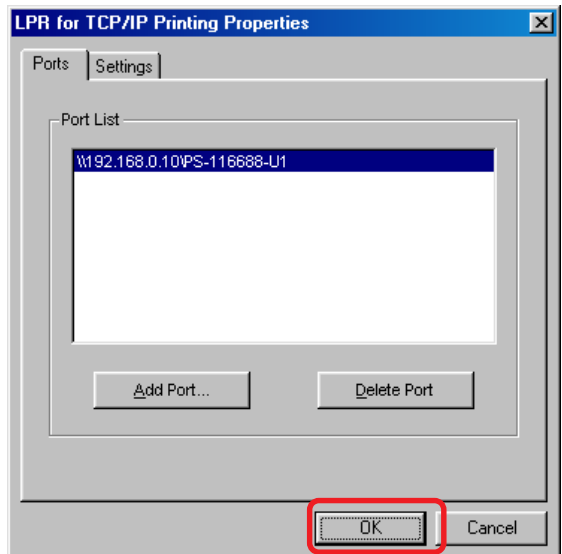 LPR for TCP/IP Printing Properties
Ports Settings
Port List
\\192.168.0.10\PS-116688-U1
Add Port... Delete Port
OK Cancel